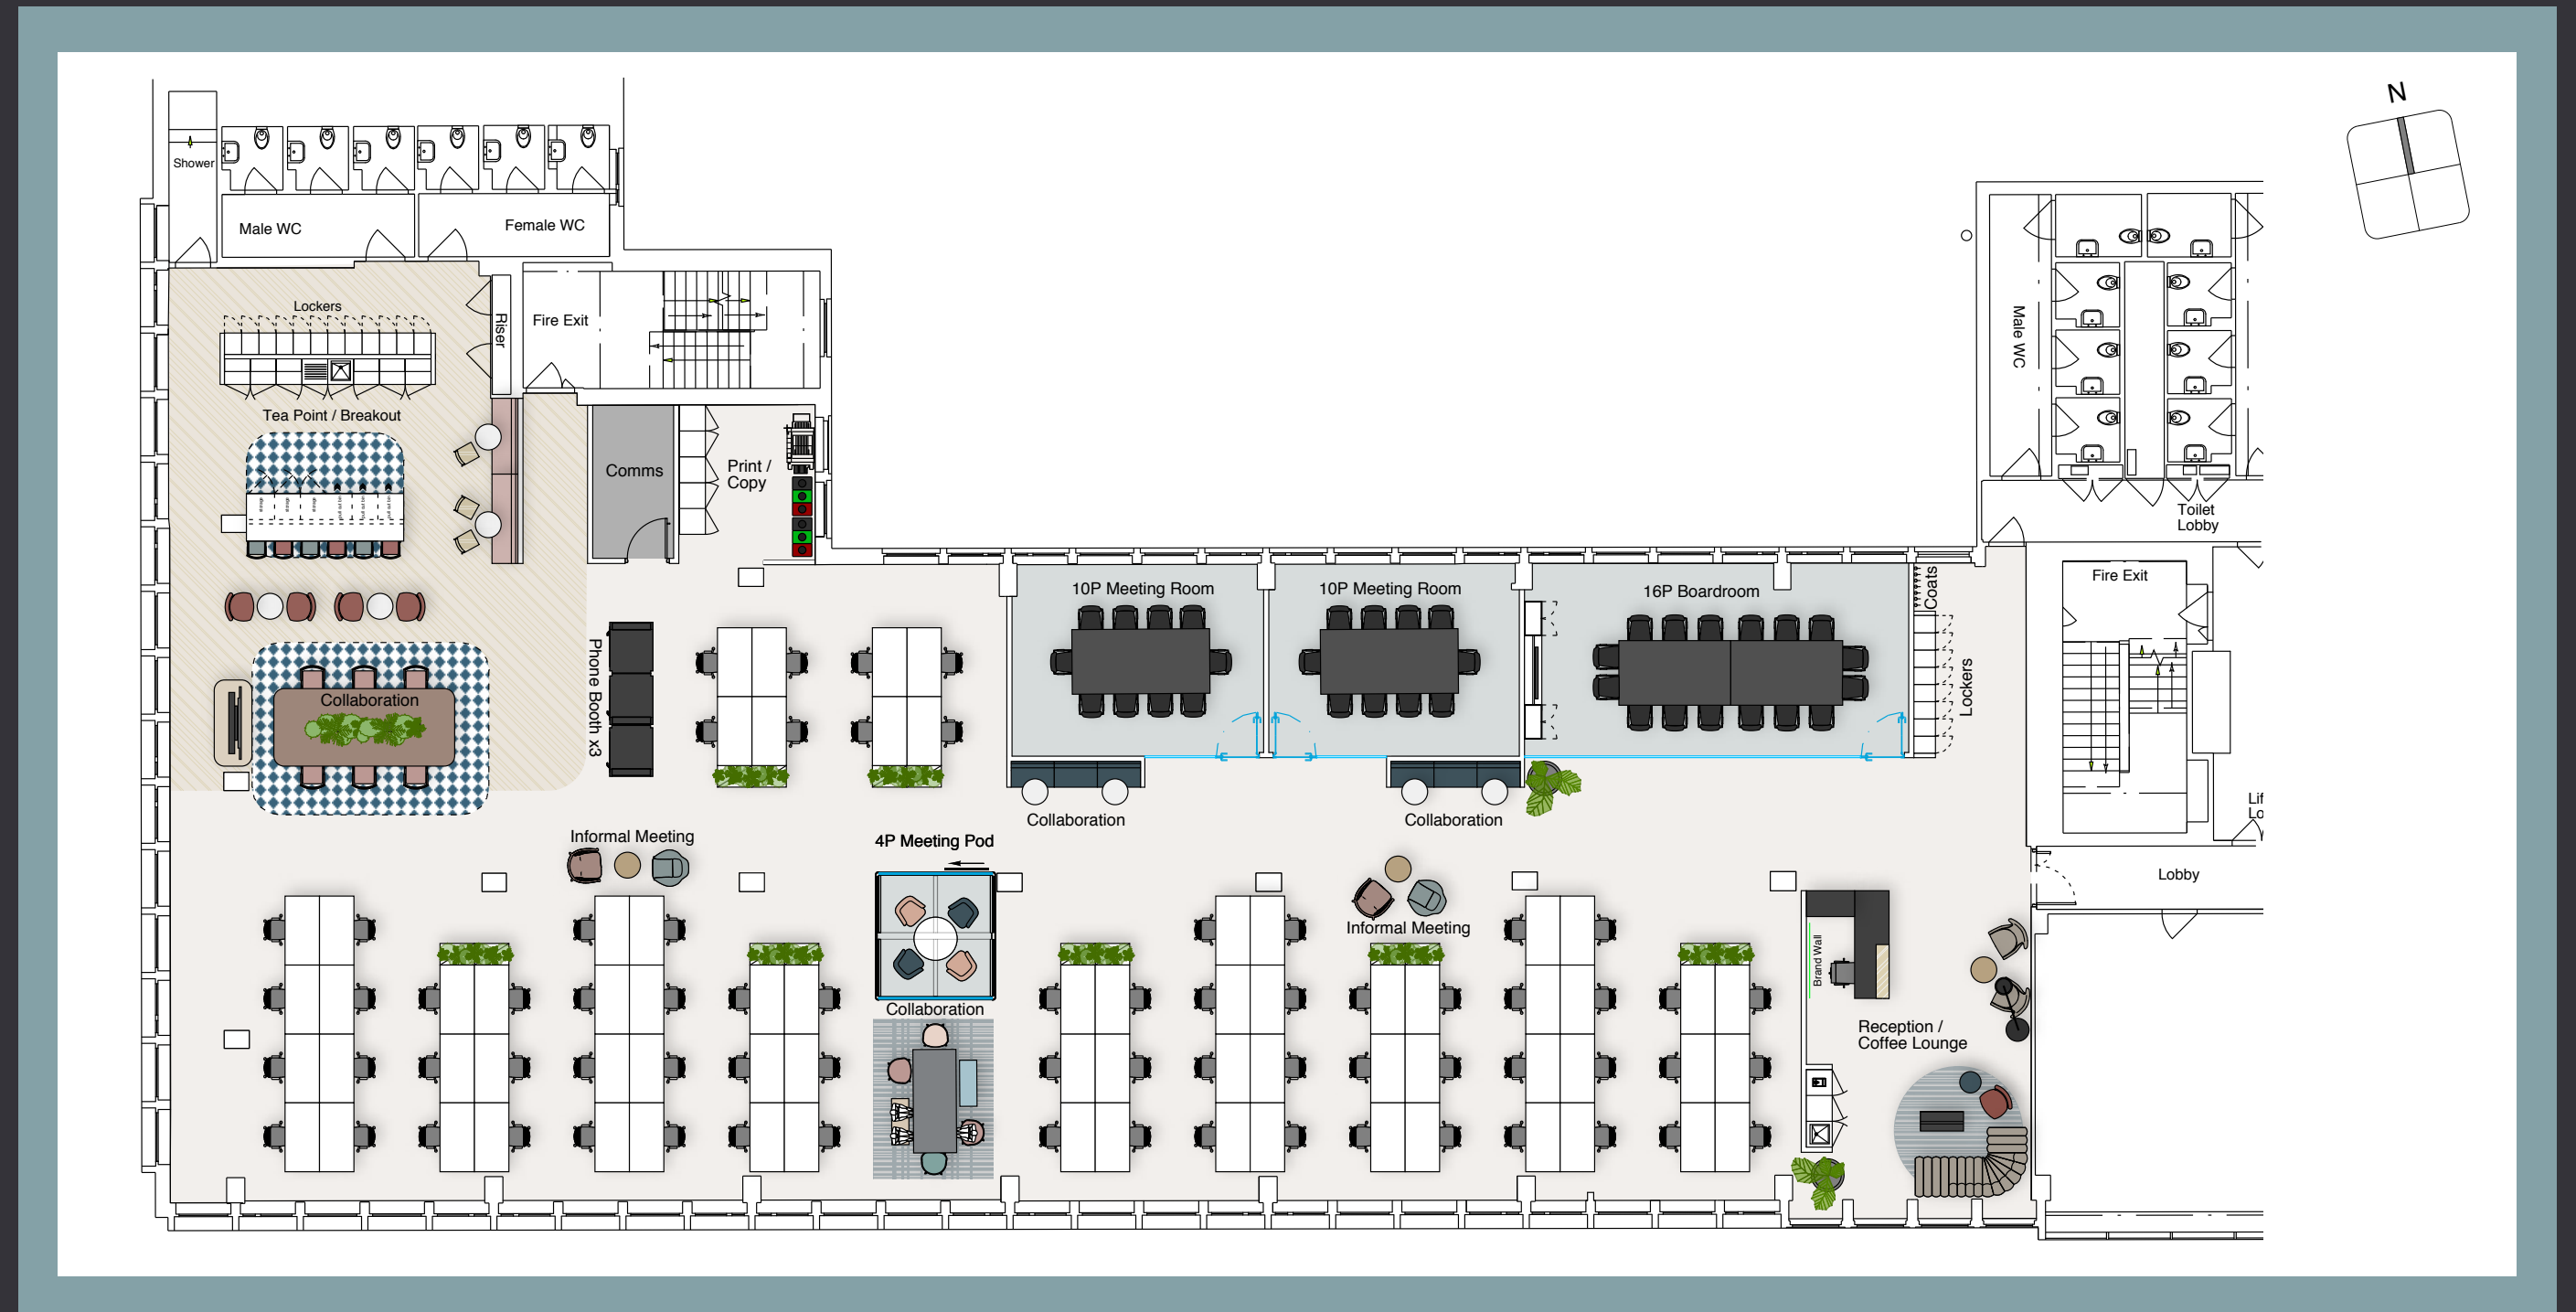 N
Shower
Male WC
Female WC
Lockers
Riser
Fire Exit
Tea Point / Breakout
Comms
Print /
Copy
Male WC
Toilet
Lobby
Fire Exit
10P Meeting Room
10P Meeting Room
16P Boardroom
Coats
Lockers
Phone Booth x3
Collaboration
Collaboration
Collaboration
Informal Meeting
4P Meeting Pod
Lobby
Informal Meeting
Brand Wall
Collaboration
Reception /
Coffee Lounge